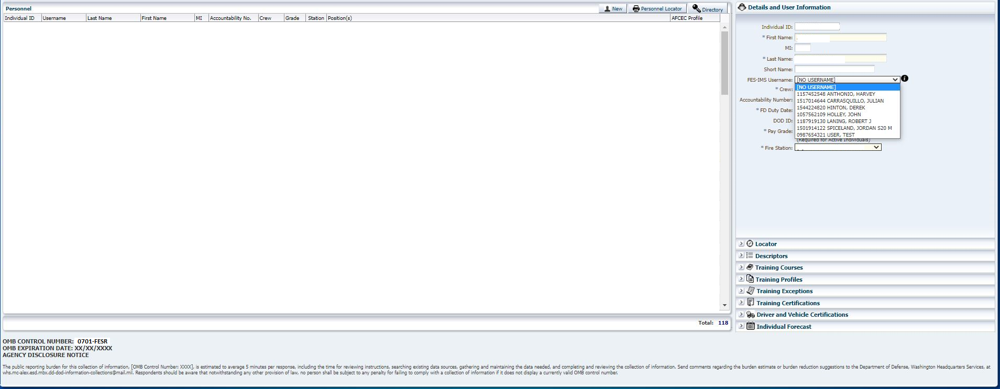 Personnel
New
Personnel Locator
Directory
Individual ID Username Last Name First Name MI Accountability No. Crew Grade Station Position(s) AFCEC Profile
Total: 118
Details and User Information
Individual ID:
* First Name:
MI:
* Last Name:
Short Name:
FES-IMS Username: [NO USERNAME]
[NO USERNAME]
1157452548 ANTHONIO, HARVEY
1517014644 CARRASQUILLO, JULIAN
1544224820 HINTON, DEREK
1057562109 HOLLEY, JOHN
1187919130 LANING, ROBERT J
1501914122 SPICELAND, JORDAN S20 M
0987654321 USER, TEST
* Crew:
Accountability Number:
* FD Duty Date:
DOD ID:
* Pay Grade:
(Required for Active Individuals)
* Fire Station:
Locator
Descriptors
Training Courses
Training Profiles
Training Exceptions
Training Certifications
Driver and Vehicle Certifications
Individual Forecast
OMB CONTROL NUMBER: 0701-FESR
OMB EXPIRATION DATE: XX/XX/XXXX
AGENCY DISCLOSURE NOTICE
The public reporting burden for this collection of information, [OMB Control Number: XXXX], is estimated to average 5 minutes per response, including the time for reviewing instructions, searching existing data sources, gathering and maintaining the data needed, and completing and reviewing the collection of information. Send comments regarding the burden estimate or burden reduction suggestions to the Department of Defense, Washington Headquarters Services, at
whs.mc-alex.esd.mbx.dd-dod-information-collections@mail.mil. Respondents should be aware that notwithstanding any other provision of law, no person shall be subject to any penalty for failing to comply with a collection of information if it does not display a currently valid OMB control number.